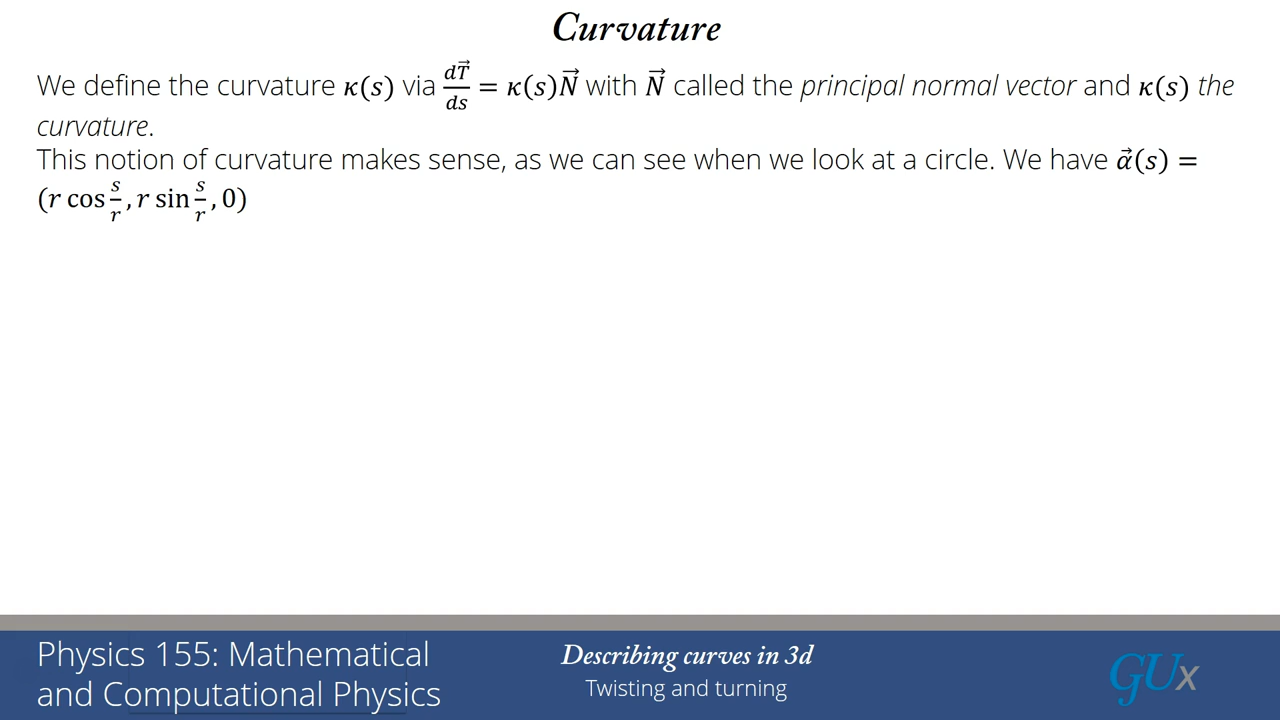 Curvature
We define the curvature κ(s) via dT⃗/ds = κ(s)N⃗ with N⃗ called the principal normal vector and κ(s) the
curvature.
This notion of curvature makes sense, as we can see when we look at a circle. We have α⃗(s) =
(r cos s/r , r sin s/r , 0)
Physics 155: Mathematical
and Computational Physics
Describing curves in 3d
Twisting and turning
GUx